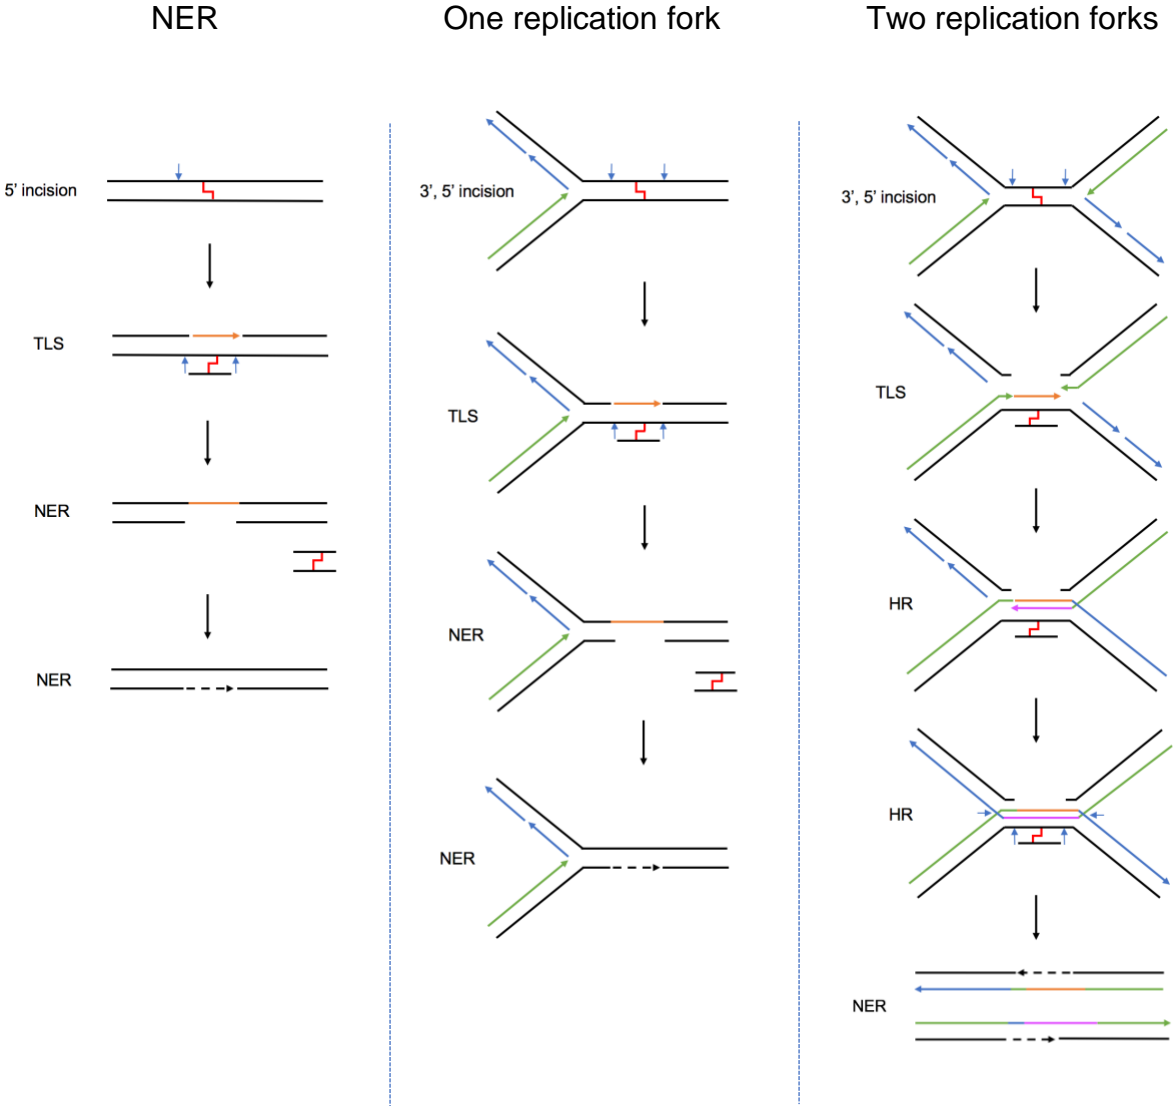 NER
One replication fork
Two replication forks
5' incision
TLS
NER
NER
3', 5' incision
TLS
NER
NER
3', 5' incision
TLS
HR
HR
NER